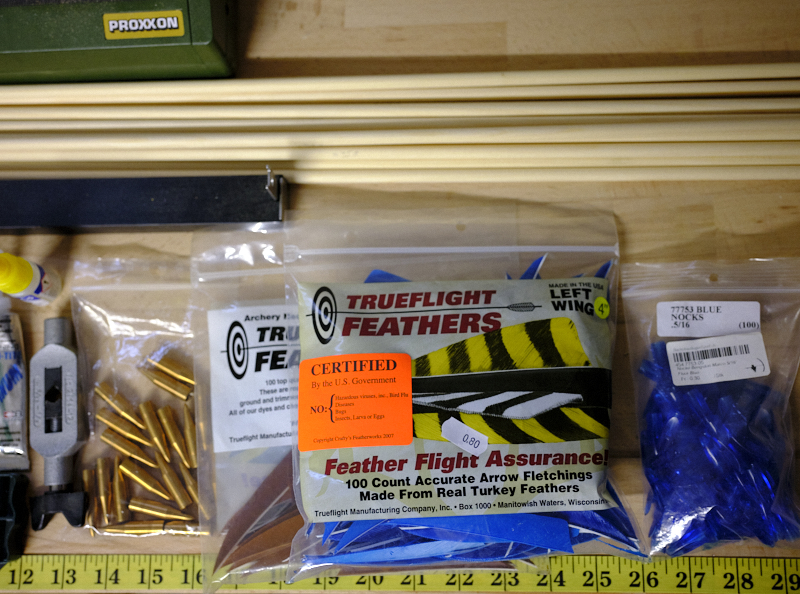 PROXXON
TRUEFLIGHT
FEATHERS
MADE IN THE USA
LEFT
WING
4"
CERTIFIED
By the U.S. Government
NO:
Hazardous viruses, inc., Bird Flu
Diseases
Bugs
Insects, Larva or Eggs.
Copyright Crafty's Featherworks 2007
0.80
Feather Flight Assurance!
100 Count Accurate Arrow Fletchings
Made From Real Turkey Feathers
Trueflight Manufacturing Company, Inc. • Box 1000 • Manitowish Waters, Wisconsin
Archery
TRU
FEA
100
These are
ground and trimm
All of our dyes and c
Trueflight Manufactu
77753 BLUE
NOCKS
.5/16 (100)
12 13 14 15 16 18 19 20 21 22 23 24 25 26 27 28 29